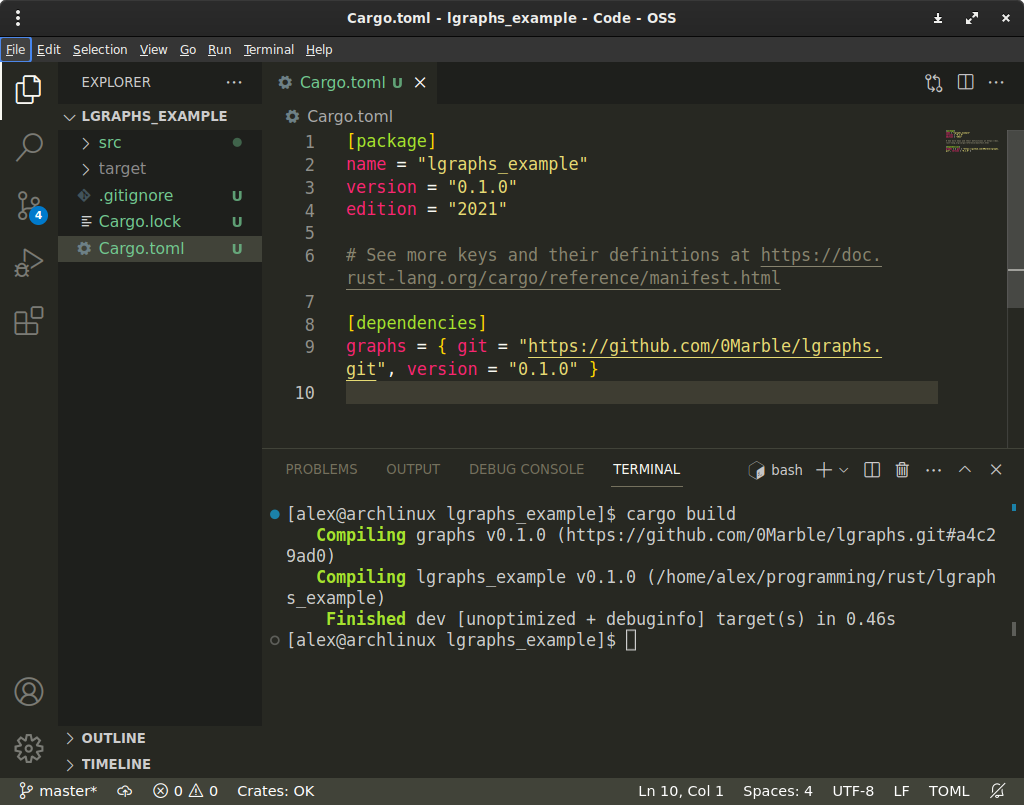 Cargo.toml - lgraphs_example - Code - OSS
File Edit Selection View Go Run Terminal Help
EXPLORER
LGRAPHS_EXAMPLE
src
target
.gitignore U
Cargo.lock U
Cargo.toml U
OUTLINE
TIMELINE
4
Cargo.toml U
Cargo.toml
1 [package]
2 name = "lgraphs_example"
3 version = "0.1.0"
4 edition = "2021"
5
6 # See more keys and their definitions at https://doc.
rust-lang.org/cargo/reference/manifest.html
7
8 [dependencies]
9 graphs = { git = "https://github.com/0Marble/lgraphs.
git", version = "0.1.0" }
10
PROBLEMS OUTPUT DEBUG CONSOLE TERMINAL bash
[alex@archlinux lgraphs_example]$ cargo build
Compiling graphs v0.1.0 (https://github.com/0Marble/lgraphs.git#a4c2
9ad0)
Compiling lgraphs_example v0.1.0 (/home/alex/programming/rust/lgraph
s_example)
Finished dev [unoptimized + debuginfo] target(s) in 0.46s
[alex@archlinux lgraphs_example]$
master* 0 0 Crates: OK Ln 10, Col 1 Spaces: 4 UTF-8 LF TOML